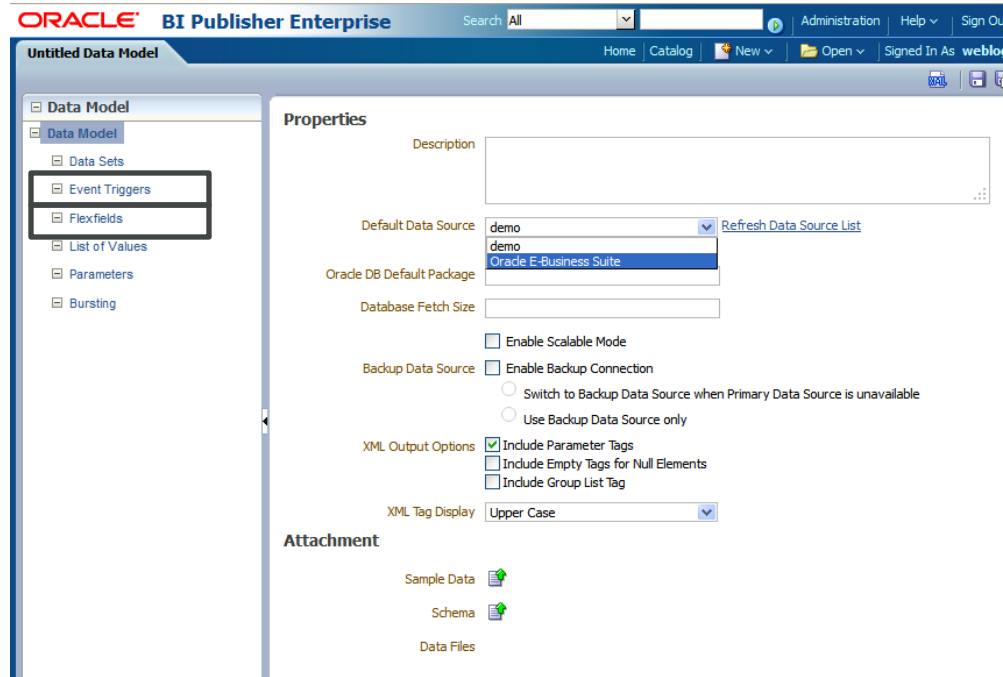 ORACLE BI Publisher Enterprise Search All Administration Help Sign Ou
Untitled Data Model Home Catalog New Open Signed In As weblog
XML
Data Model Properties
Data Model Description
Data Sets
Event Triggers
Flexfields Default Data Source demo Refresh Data Source List
demo
List of Values Oracle E-Business Suite
Parameters Oracle DB Default Package
Bursting Database Fetch Size
Enable Scalable Mode
Backup Data Source Enable Backup Connection
Switch to Backup Data Source when Primary Data Source is unavailable
Use Backup Data Source only
XML Output Options Include Parameter Tags
Include Empty Tags for Null Elements
Include Group List Tag
XML Tag Display Upper Case
Attachment
Sample Data
Schema
Data Files